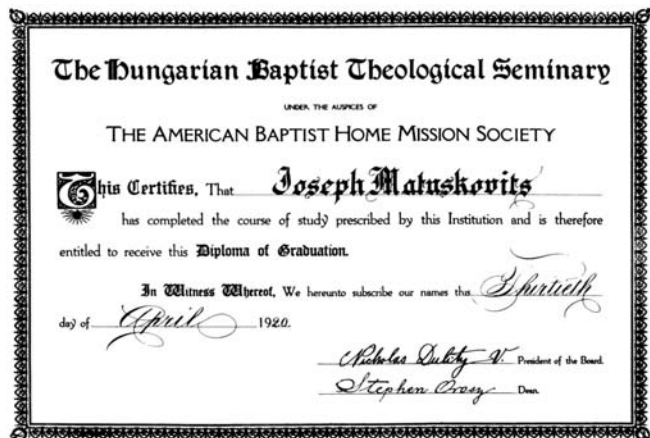 The Hungarian Baptist Theological Seminary
UNDER THE AUSPICES OF
THE AMERICAN BAPTIST HOME MISSION SOCIETY
This Certifies, That Joseph Matuskovits
has completed the course of study prescribed by this Institution and is therefore
entitled to receive this Diploma of Graduation.
In Witness Whereof, We hereunto subscribe our names this Thirtieth
day of April 1920.
Nicholas Dulity V. President of the Board.
Stephen Orosz Dean.